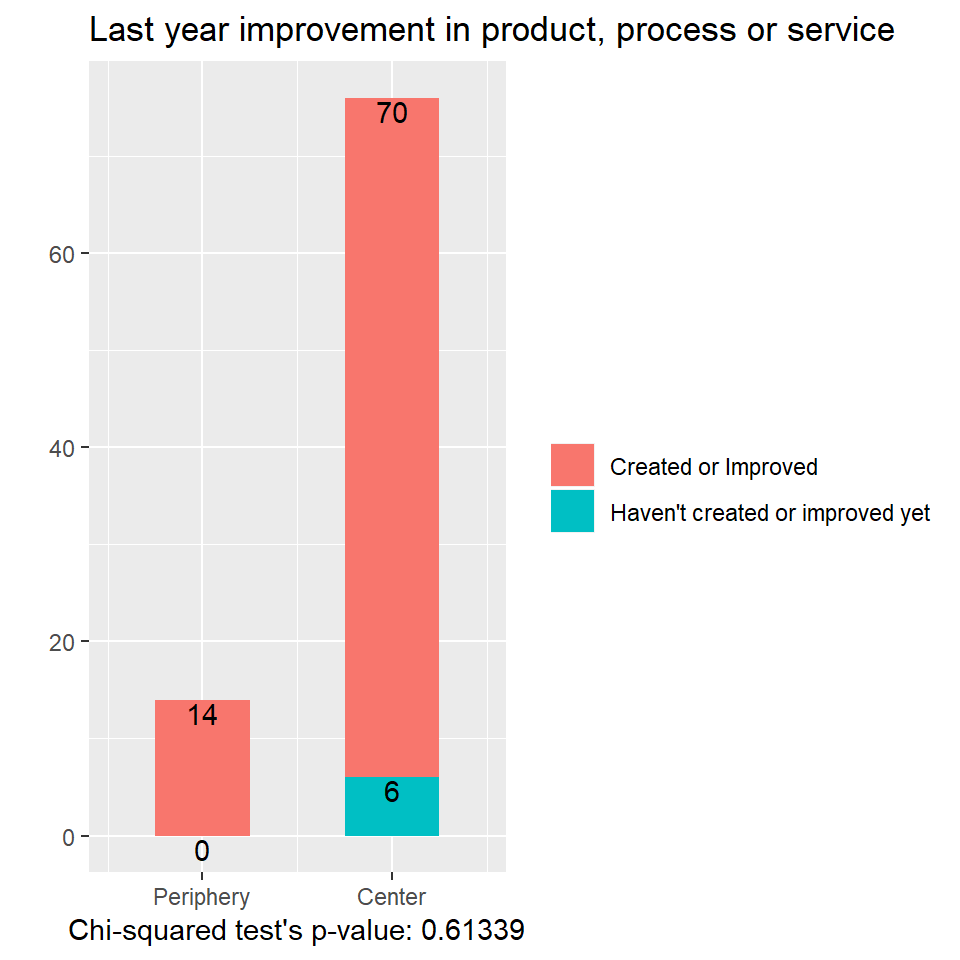 Last year improvement in product, process or service
70
60
40
Created or Improved
Haven't created or improved yet
20
14
6
0
0
Periphery
Center
Chi-squared test's p-value: 0.61339